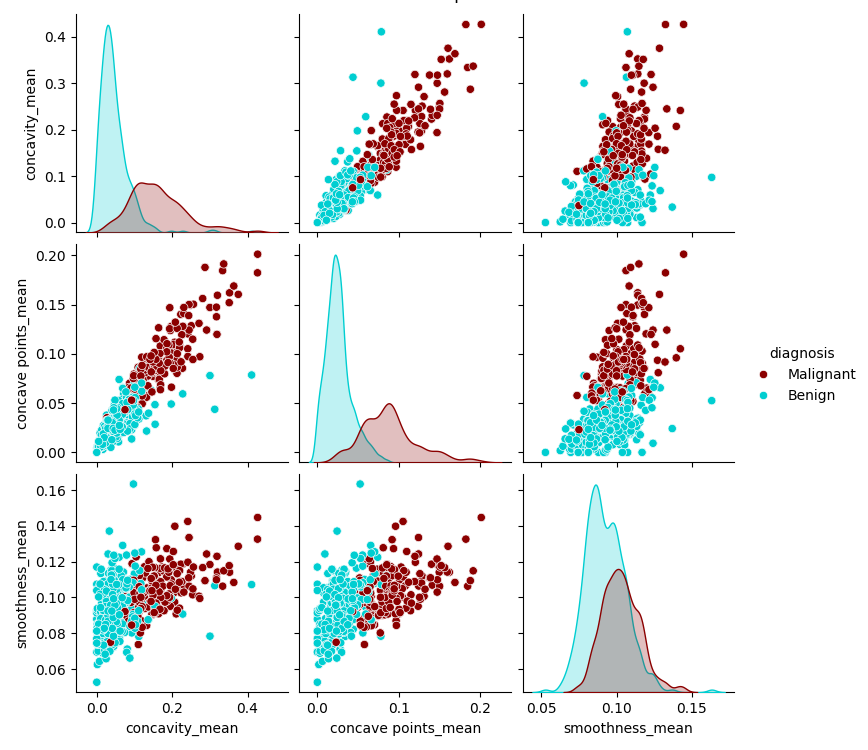 concavity_mean
0.4
0.3
0.2
0.1
0.0
concave points_mean
0.20
0.15
0.10
0.05
0.00
diagnosis
Malignant
Benign
smoothness_mean
0.16
0.14
0.12
0.10
0.08
0.06
0.0 0.2 0.4
0.0 0.1 0.2
0.05 0.10 0.15
concavity_mean
concave points_mean
smoothness_mean